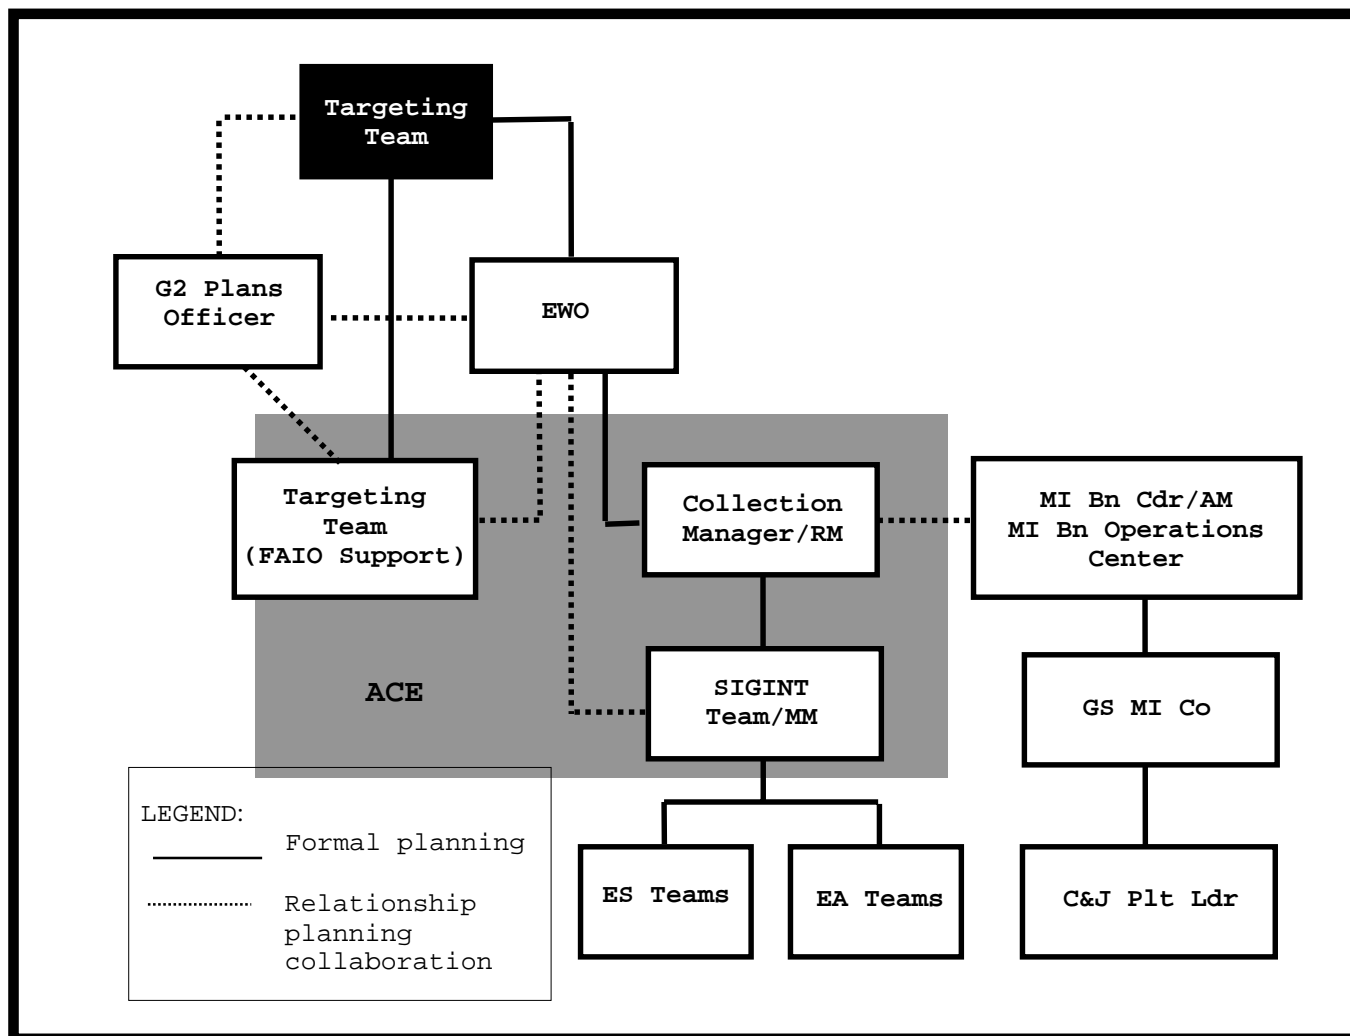 Targeting
Team
G2 Plans
Officer
EWO
Targeting
Team
(FAIO Support)
Collection
Manager/RM
MI Bn Cdr/AM
MI Bn Operations
Center
ACE
SIGINT
Team/MM
GS MI Co
LEGEND:
Formal planning
Relationship
planning
collaboration
ES Teams
EA Teams
C&J Plt Ldr